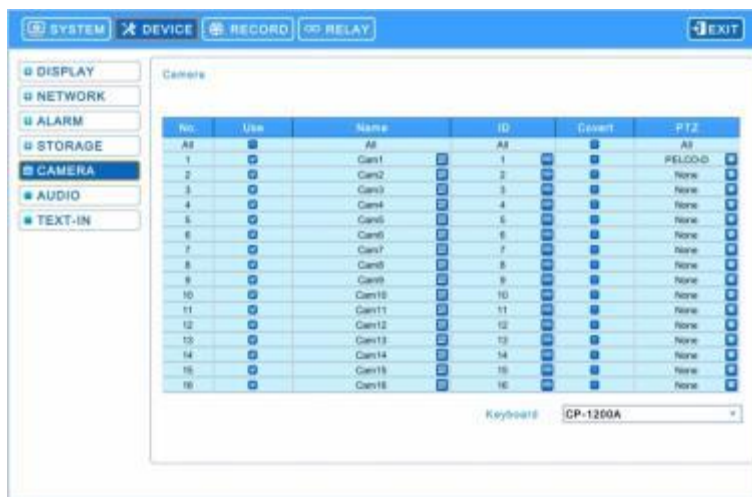 SYSTEM DEVICE RECORD RELAY EXIT
DISPLAY
NETWORK
ALARM
STORAGE
CAMERA
AUDIO
TEXT-IN
Camera
No. Use Name ID Covert PTZ
All All All All
1 Cam1 1 PELCO-D
2 Cam2 2 None
3 Cam3 3 None
4 Cam4 4 None
5 Cam5 5 None
6 Cam6 6 None
7 Cam7 7 None
8 Cam8 8 None
9 Cam9 9 None
10 Cam10 10 None
11 Cam11 11 None
12 Cam12 12 None
13 Cam13 13 None
14 Cam14 14 None
15 Cam15 15 None
16 Cam16 16 None
Keyboard CP-1200A